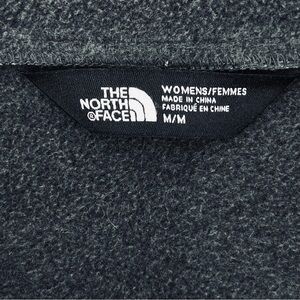 THE
NORTH
®FACE
WOMENS/FEMMES
MADE IN CHINA
FABRIQUÉ EN CHINE
M/M